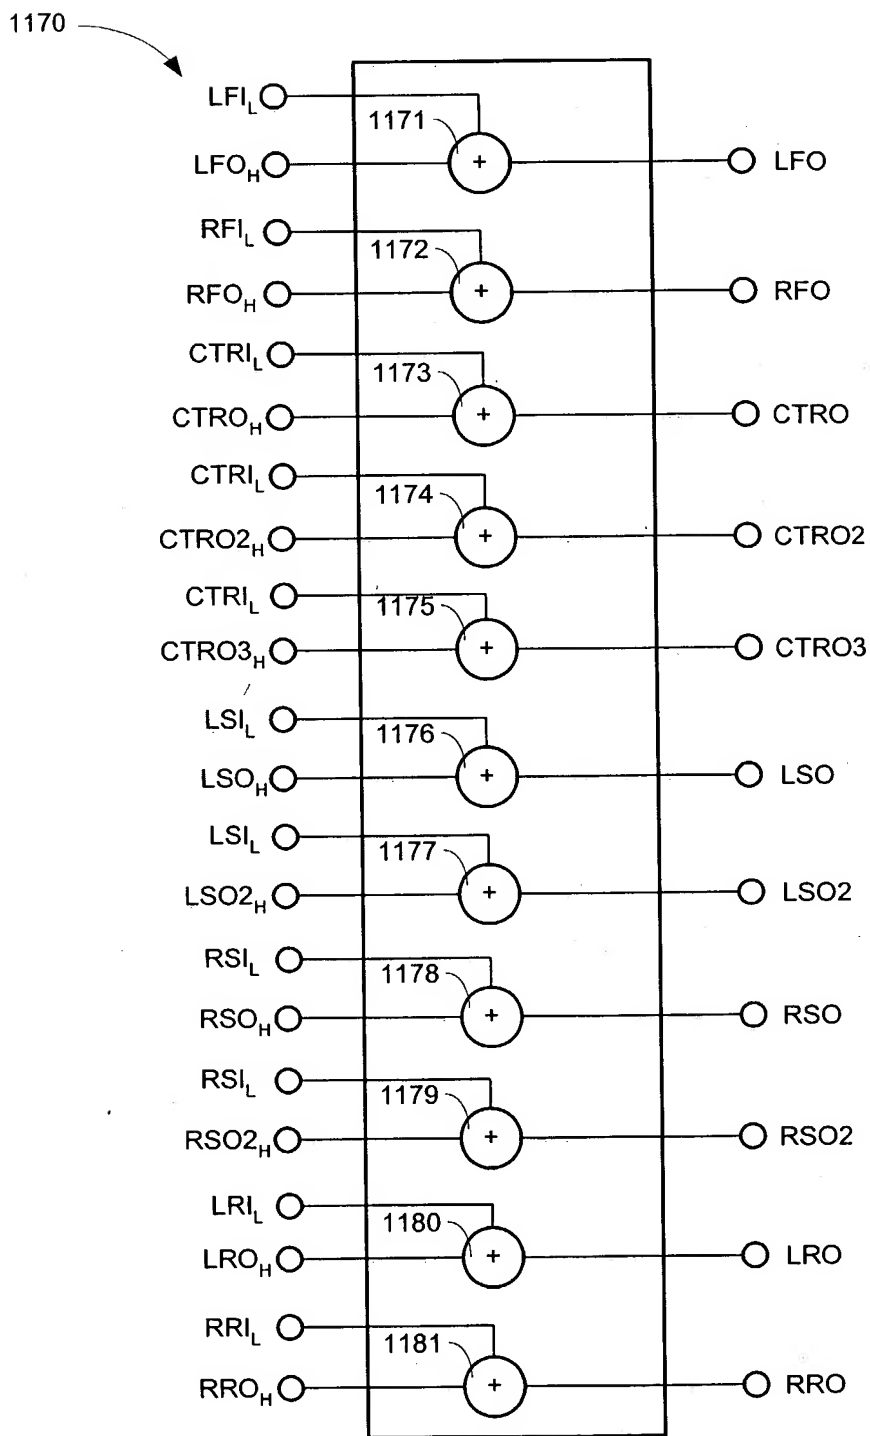 1170
LFI_L
1171
LFO_H
+
LFO
RFI_L
1172
RFO_H
+
RFO
CTRI_L
1173
CTRO_H
+
CTRO
CTRI_L
1174
CTRO2_H
+
CTRO2
CTRI_L
1175
CTRO3_H
+
CTRO3
LSI_L
1176
LSO_H
+
LSO
LSI_L
1177
LSO2_H
+
LSO2
RSI_L
1178
RSO_H
+
RSO
RSI_L
1179
RSO2_H
+
RSO2
LRI_L
1180
LRO_H
+
LRO
RRI_L
1181
RRO_H
+
RRO